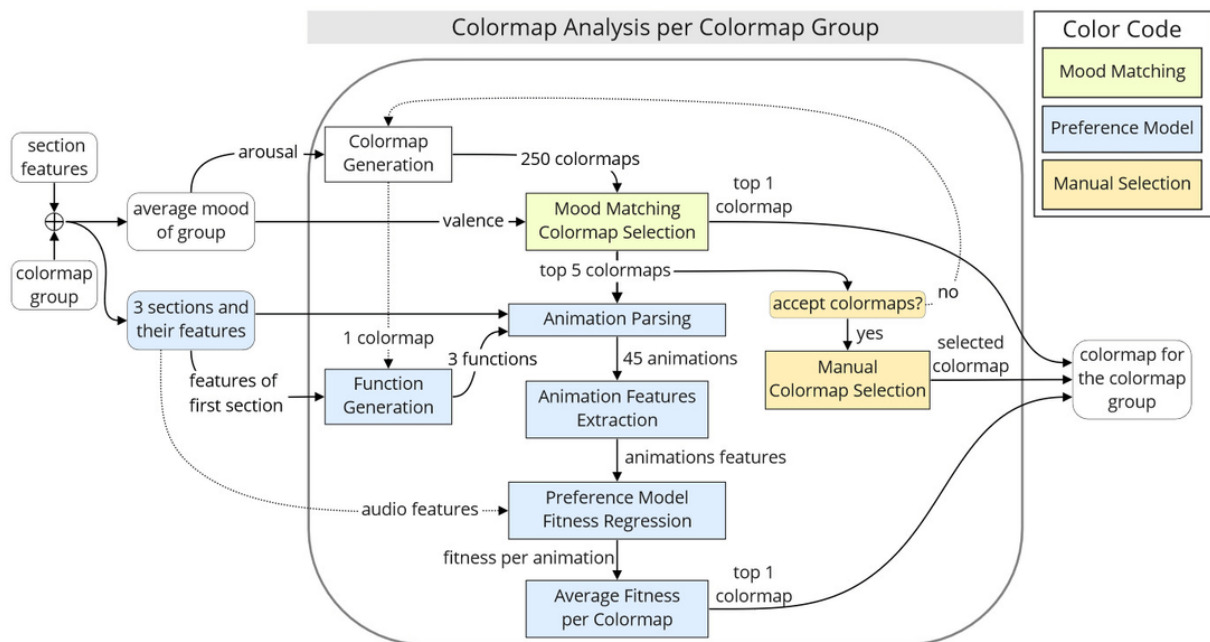 Colormap Analysis per Colormap Group
Color Code
Mood Matching
Preference Model
Manual Selection
section
features
colormap
group
average mood
of group
3 sections and
their features
arousal
valence
features of
first section
audio features
Colormap
Generation
250 colormaps
Mood Matching
Colormap Selection
top 1
colormap
top 5 colormaps
accept colormaps?
no
yes
Manual
Colormap Selection
selected
colormap
1 colormap
Function
Generation
3 functions
Animation Parsing
45 animations
Animation Features
Extraction
animations features
Preference Model
Fitness Regression
fitness per animation
Average Fitness
per Colormap
top 1
colormap
colormap for
the colormap
group